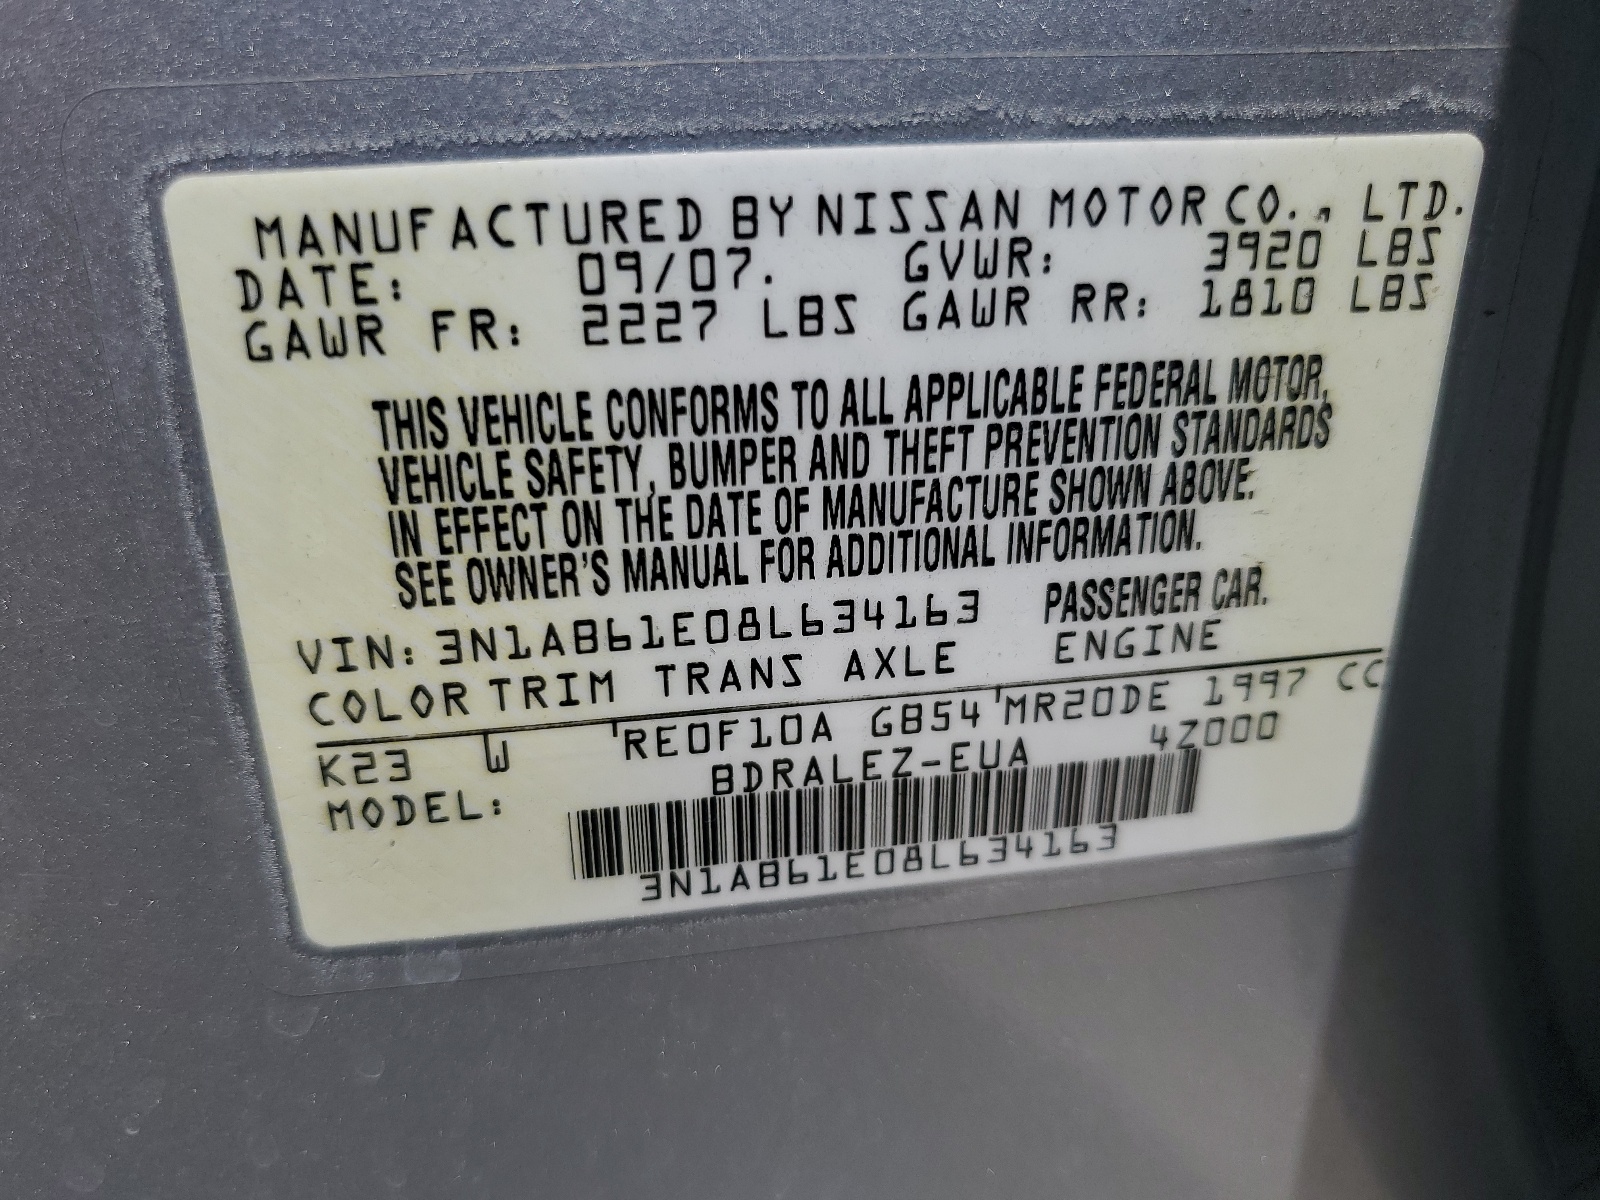 MANUFACTURED BY NISSAN MOTOR CO., LTD.
DATE: 09/07. GVWR: 3920 LBS
GAWR FR: 2227 LBS GAWR RR: 1810 LBS
THIS VEHICLE CONFORMS TO ALL APPLICABLE FEDERAL MOTOR,
VEHICLE SAFETY, BUMPER AND THEFT PREVENTION STANDARDS
IN EFFECT ON THE DATE OF MANUFACTURE SHOWN ABOVE.
SEE OWNER'S MANUAL FOR ADDITIONAL INFORMATION.
VIN: 3N1AB61E08L634163 PASSENGER CAR.
COLOR TRIM TRANS AXLE ENGINE
K23 W RE0F10A GB54 MR20DE 1997 CC
MODEL: BDRALEZ-EUA 4Z000
3N1AB61E08L634163